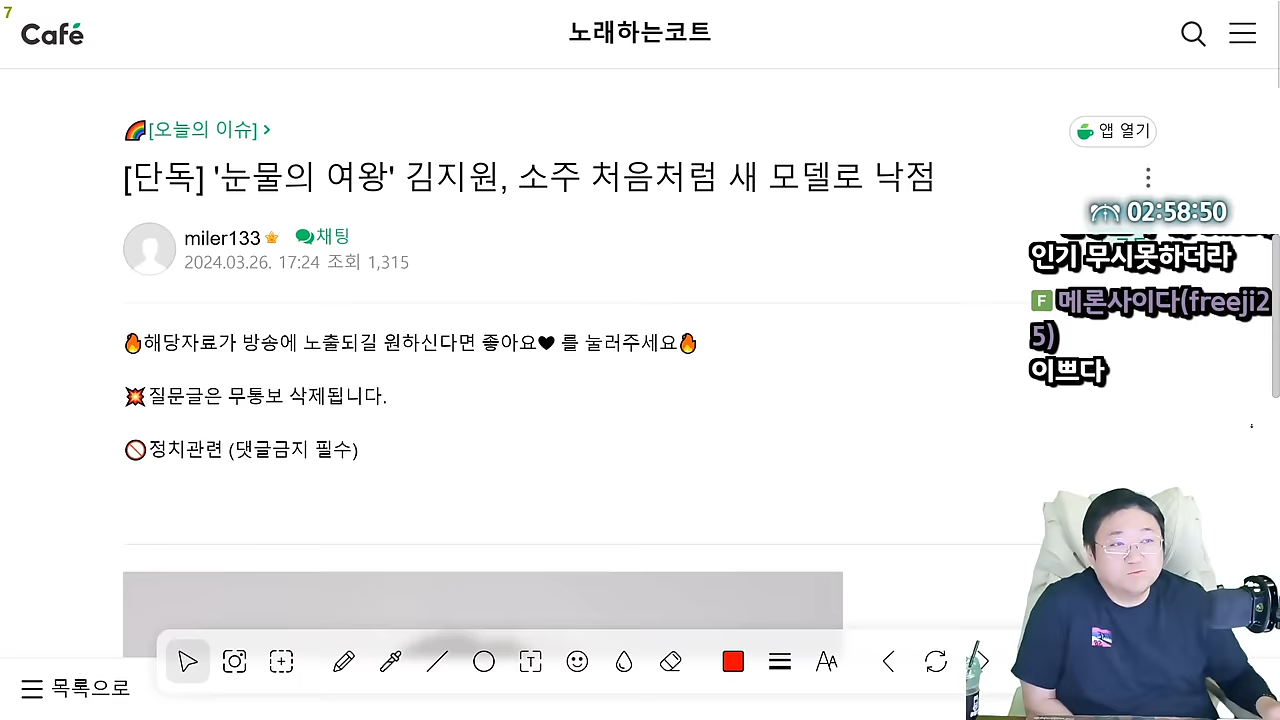 7
Café
노래하는코트
🌈[오늘의 이슈] >
앱 열기
[단독] '눈물의 여왕' 김지원, 소주 처음처럼 새 모델로 낙점
02:58:50
miler133 채팅
2024.03.26. 17:24 조회 1,315
인기 무시못하더라
F 메론사이다(freeji2
5)
이쁘다
🔥해당자료가 방송에 노출되길 원하신다면 좋아요🖤 를 눌러주세요🔥
💥질문글은 무통보 삭제됩니다.
🚫정치관련 (댓글금지 필수)
T
AA
목록으로